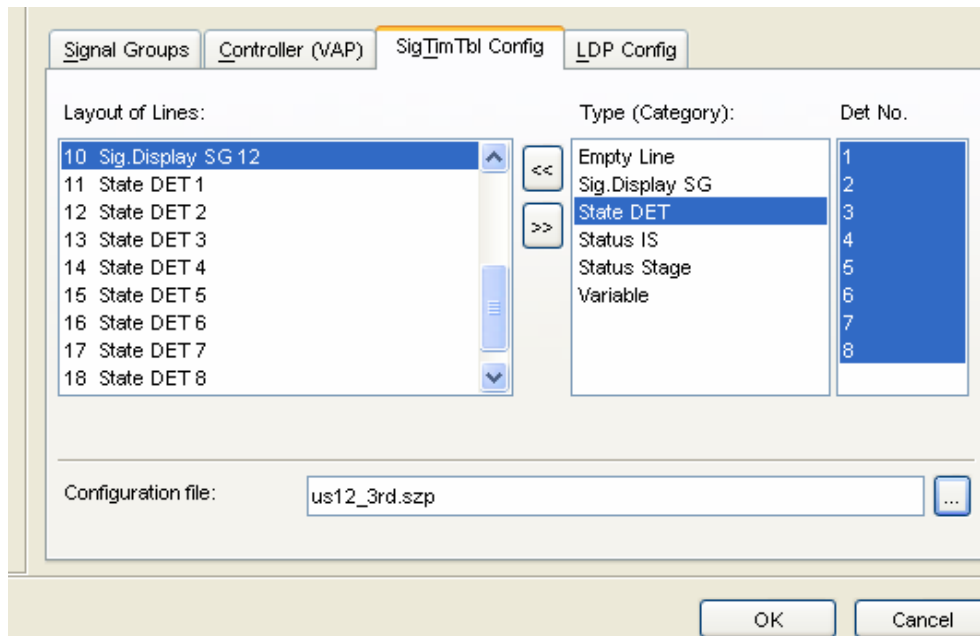 Signal Groups Controller (VAP) SigTimTbl Config LDP Config
Layout of Lines: Type (Category): Det No.
10 Sig.Display SG 12
11 State DET 1
12 State DET 2
13 State DET 3
14 State DET 4
15 State DET 5
16 State DET 6
17 State DET 7
18 State DET 8
<<
>>
Empty Line
Sig.Display SG
State DET
Status IS
Status Stage
Variable
1
2
3
4
5
6
7
8
Configuration file: us12_3rd.szp ...
OK Cancel